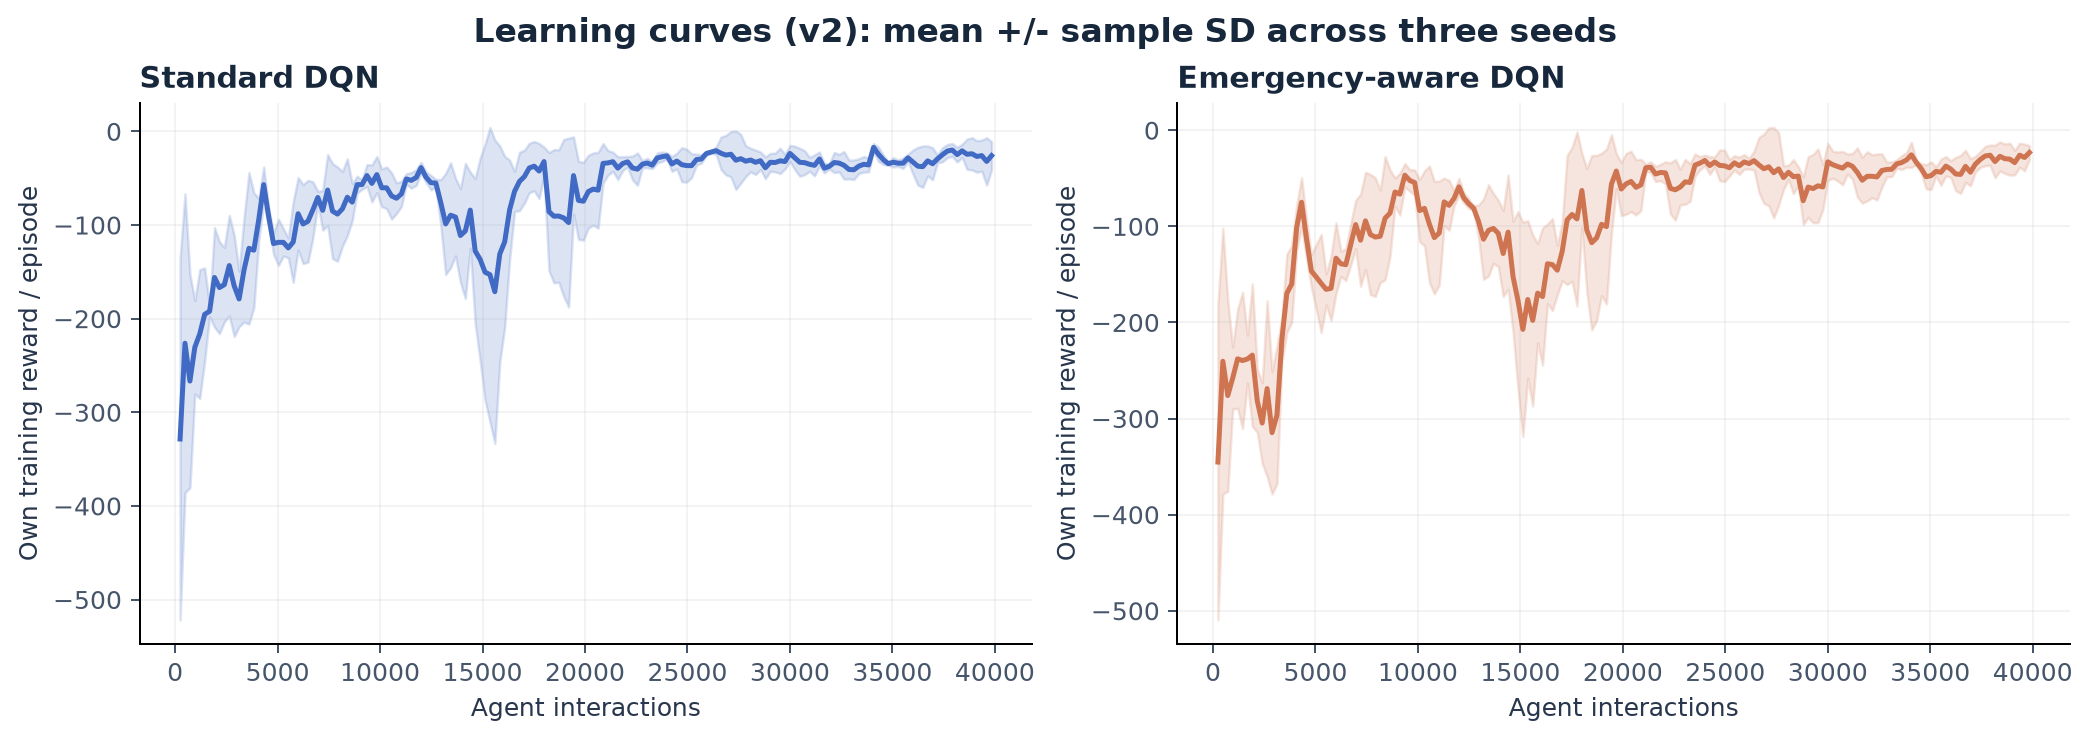 Learning curves (v2): mean +/- sample SD across three seeds
Standard DQN
Own training reward / episode
0
−100
−200
−300
−400
−500
0 5000 10000 15000 20000 25000 30000 35000 40000
Agent interactions
Emergency-aware DQN
Own training reward / episode
0
−100
−200
−300
−400
−500
0 5000 10000 15000 20000 25000 30000 35000 40000
Agent interactions